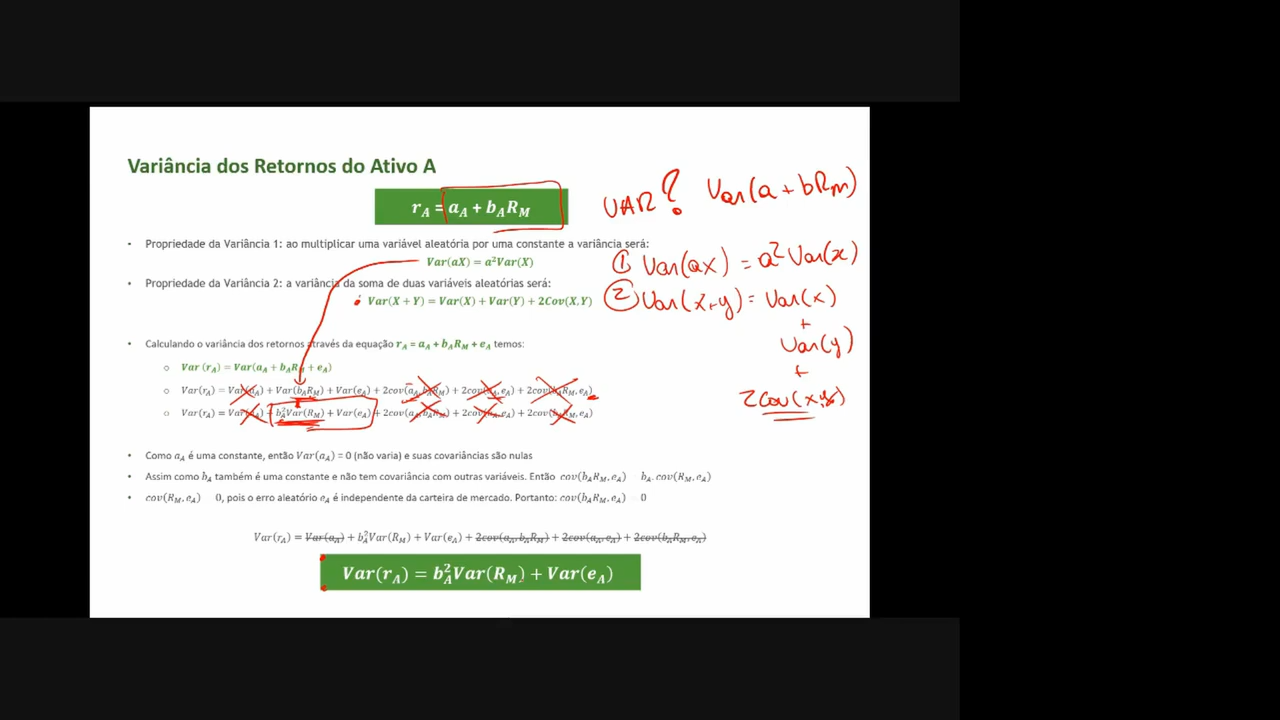 Variância dos Retornos do Ativo A
r_A = a_A + b_A R_M
VAR? Var(a + bRm)
• Propriedade da Variância 1: ao multiplicar uma variável aleatória por uma constante a variância será:
Var(aX) = a²Var(X)
① Var(ax) = a² Var(x)
• Propriedade da Variância 2: a variância da soma de duas variáveis aleatórias será:
Var(X + Y) = Var(X) + Var(Y) + 2Cov(X,Y)
② Var(x+y) = Var(x)
+
Var(y)
+
2Cov(x,y)
• Calculando o variância dos retornos através da equação r_A = a_A + b_A R_M + e_A temos:
○ Var (r_A) = Var(a_A + b_A R_M + e_A)
○ Var(r_A) = Var(a_A) + Var(b_A R_M) + Var(e_A) + 2cov(a_A, b_A R_M) + 2cov(a_A, e_A) + 2cov(b_A R_M, e_A)
○ Var(r_A) = Var(a_A) + b_A² Var(R_M) + Var(e_A) + 2cov(a_A, b_A R_M) + 2cov(a_A, e_A) + 2cov(b_A R_M, e_A)
• Como a_A é uma constante, então Var(a_A) = 0 (não varia) e suas covariâncias são nulas
• Assim como b_A também é uma constante e não tem covariância com outras variáveis. Então cov(b_A R_M, e_A) b_A. cov(R_M, e_A)
• cov(R_M, e_A) 0, pois o erro aleatório e_A é independente da carteira de mercado. Portanto: cov(b_A R_M, e_A) 0
Var(r_A) = Var(a_A) + b_A² Var(R_M) + Var(e_A) + 2cov(a_A, b_A R_M) + 2cov(a_A, e_A) + 2cov(b_A R_M, e_A)
Var(r_A) = b_A² Var(R_M) + Var(e_A)